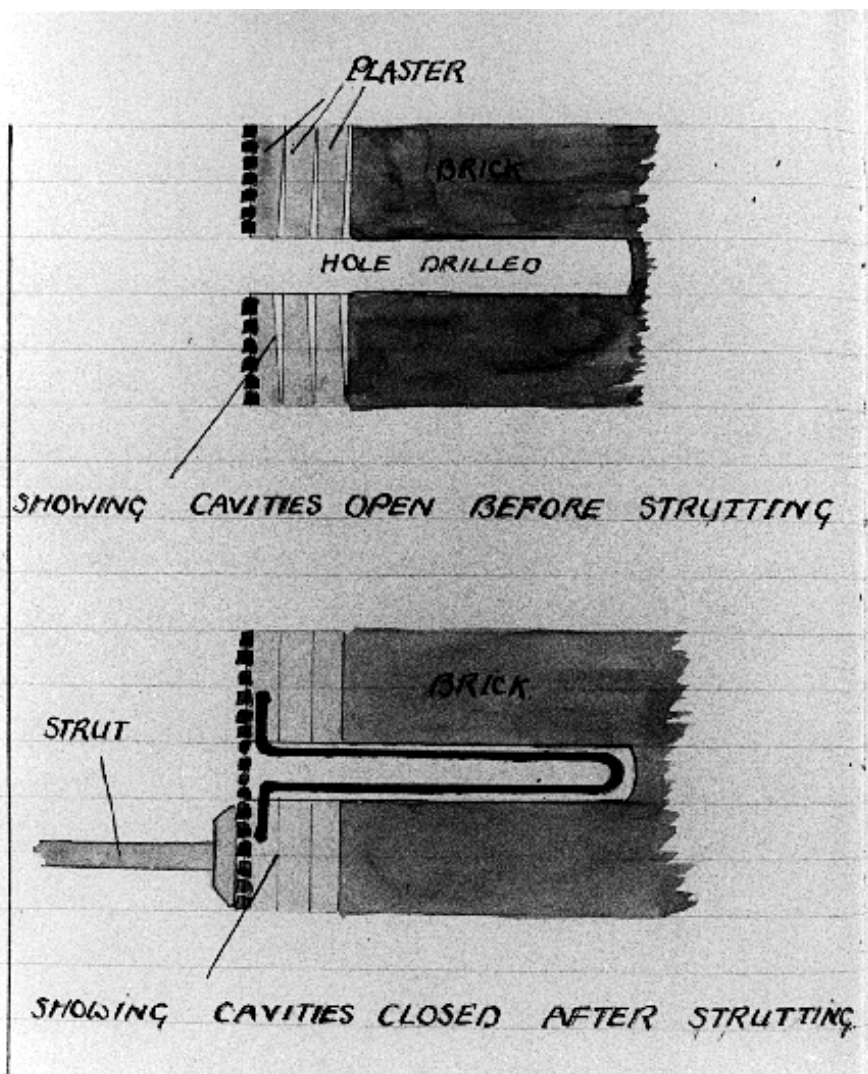 PLASTER
BRICK
HOLE DRILLED
SHOWING CAVITIES OPEN BEFORE STRUTTING
BRICK
STRUT
SHOWING CAVITIES CLOSED AFTER STRUTTING